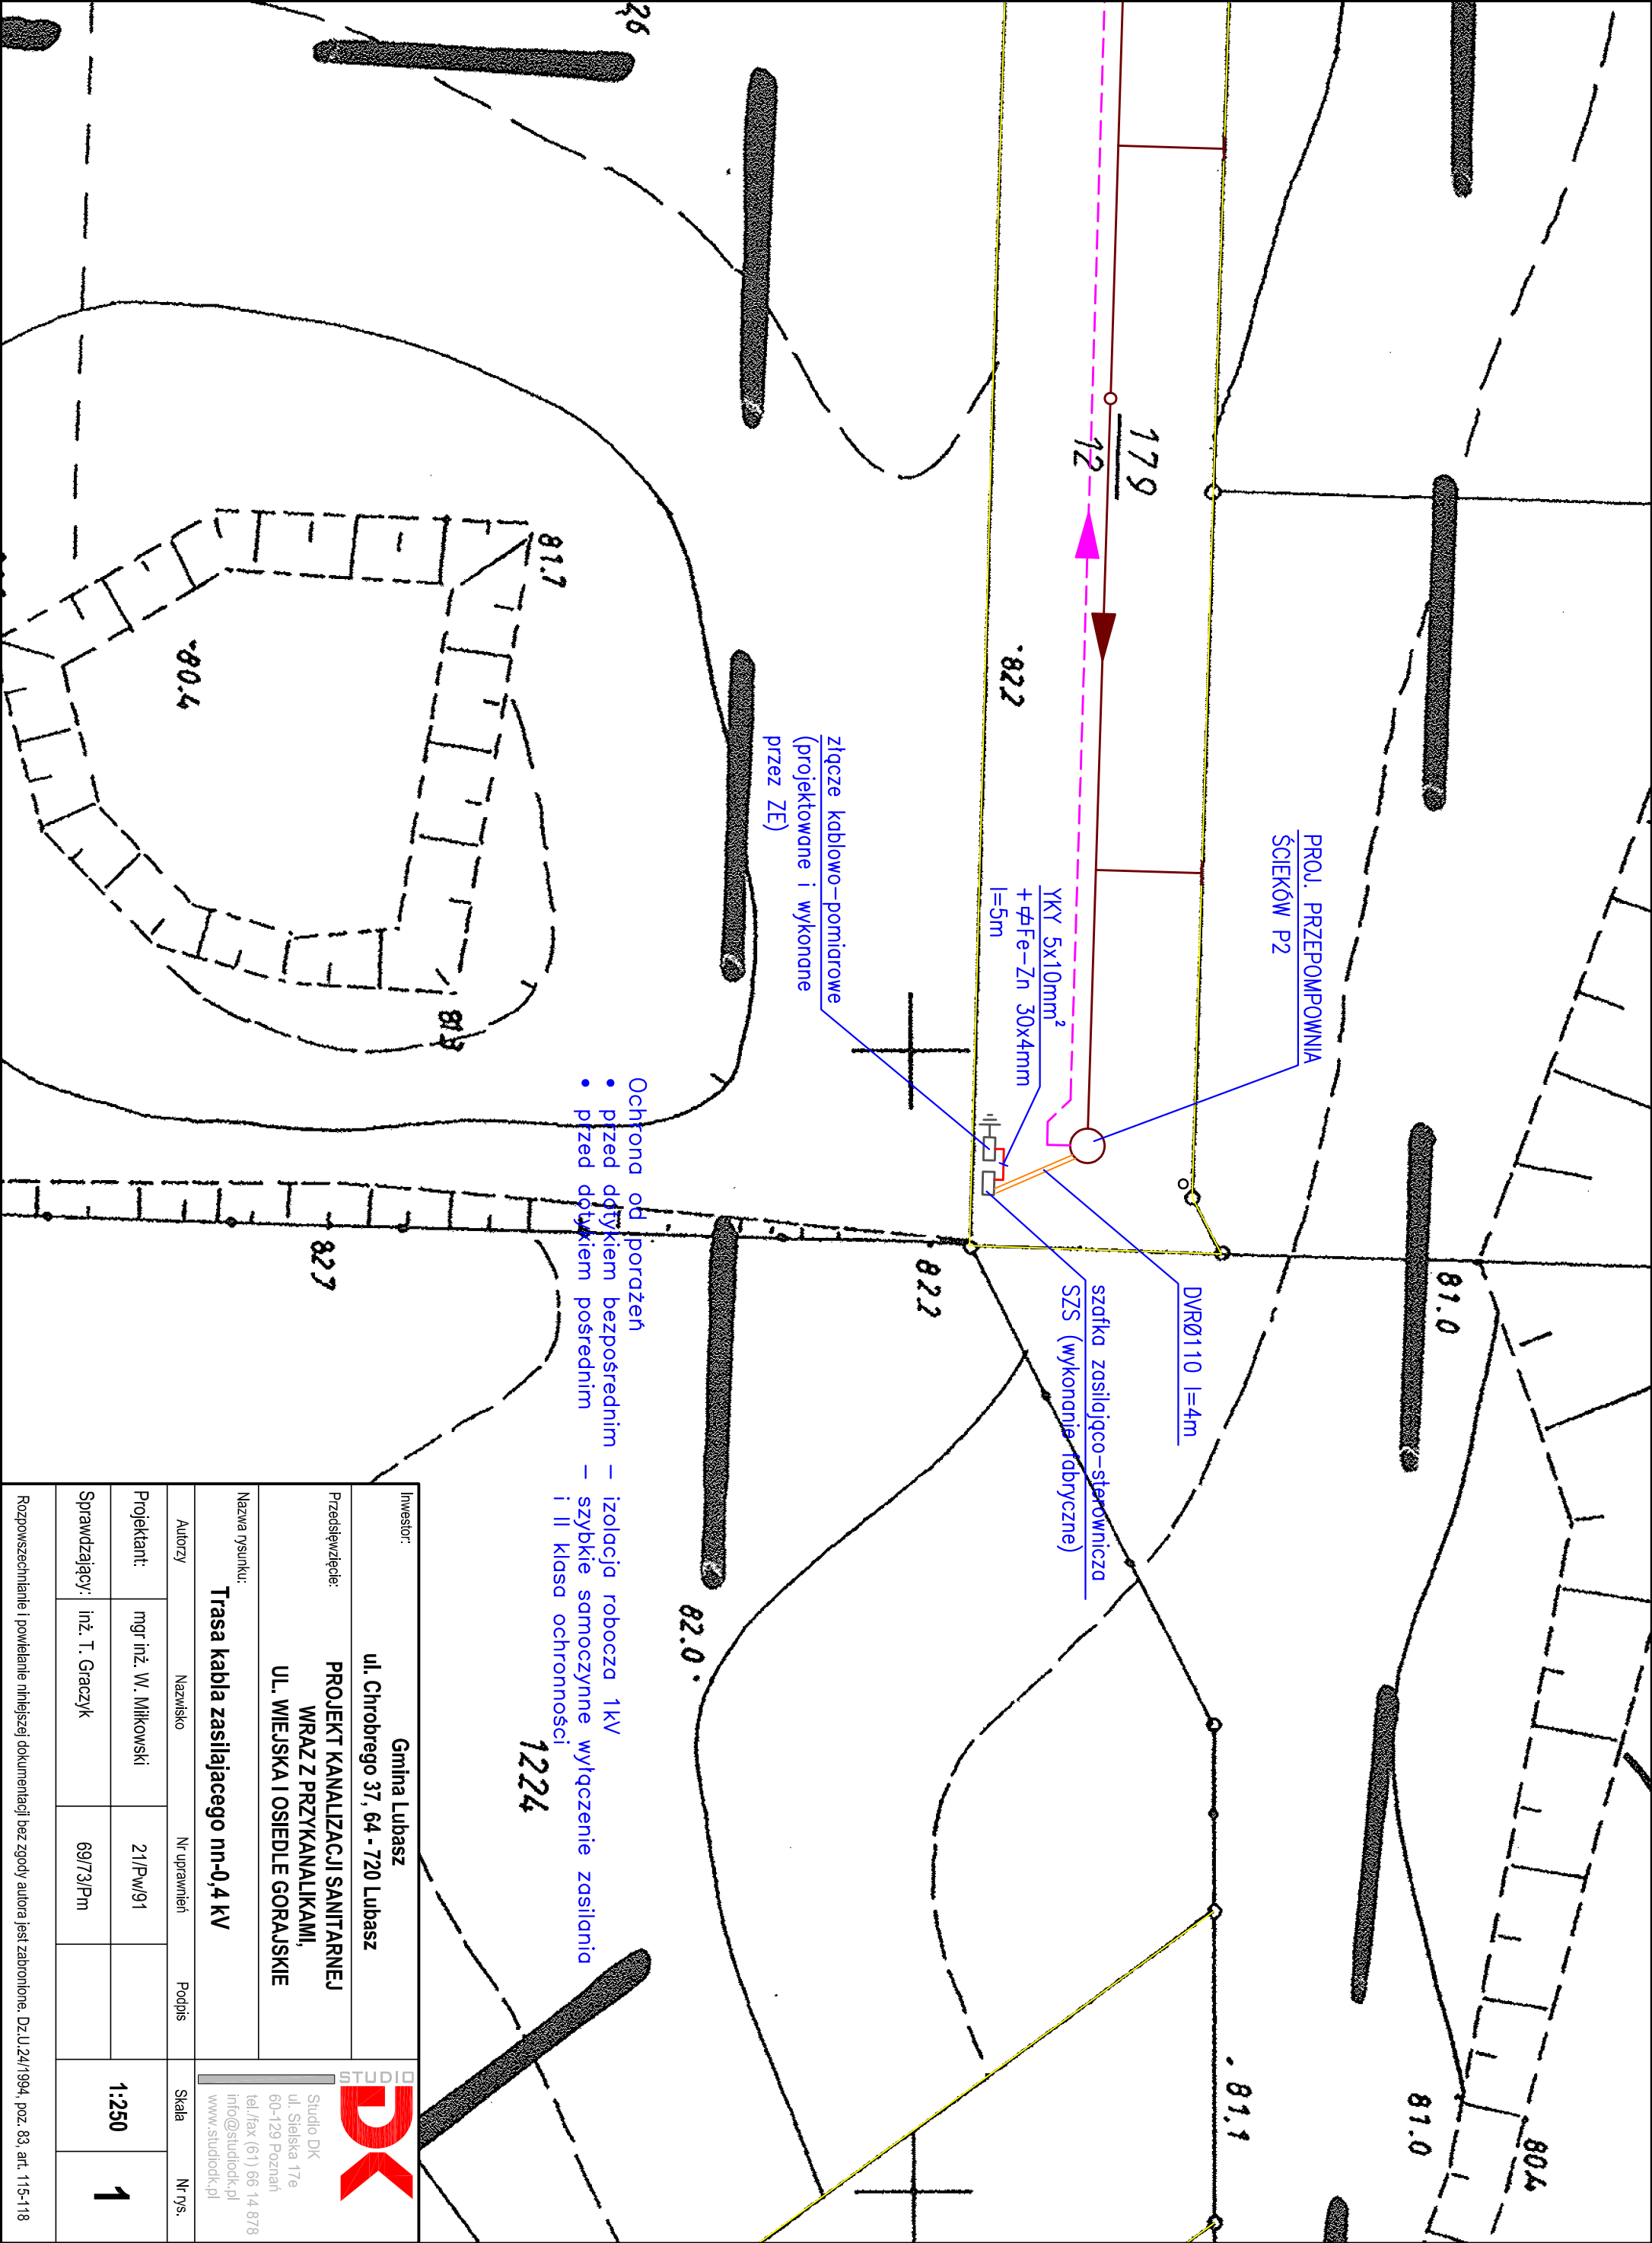 26
81.7
80.4
81.9
82.7
82.2
82.2
179
12
PROJ. PRZEPOMPOWNIA
ŚCIEKÓW P2
YKY 5x10mm²
Fe-Zn 30x4mm
l=5m
złącze kablowo-pomiarowe
(projektowane i wykonane
przez ZE)
DVRØ110 l=4m
szafka zasilająco-sterownicza
SZS (wykonanie fabryczne)
81.0
82.0
1224
81.1
81.0
80.4
Ochrona od porażeń
• przed dotykiem bezpośrednim - izolacja robocza 1kV
• przed dotykiem pośrednim - szybkie samoczynne wyłączenie zasilania
i II klasa ochronności
Inwestor:
Gmina Lubasz
ul. Chrobrego 37, 64 - 720 Lubasz
Przedsięwzięcie:
PROJEKT KANALIZACJI SANITARNEJ
WRAZ Z PRZYKANALIKAMI,
UL. WIEJSKA I OSIEDLE GORAJSKIE
Nazwa rysunku:
Trasa kabla zasilajacego nn-0,4 kV
STUDIO
DK
Studio DK
ul. Sielska 17e
60-129 Poznań
tel./fax (61) 66 14 878
info@studiodk.pl
www.studiodk.pl
Autorzy Nazwisko Nr uprawnień Podpis Skala Nr rys.
Projektant: mgr inż. W. Miłkowski 21/Pw/91
Sprawdzający: inż. T. Graczyk 69/73/Pm
1:250 1
Rozpowszechnianie i powielanie niniejszej dokumentacji bez zgody autora jest zabronione. Dz.U.24/1994, poz. 83, art. 115-118